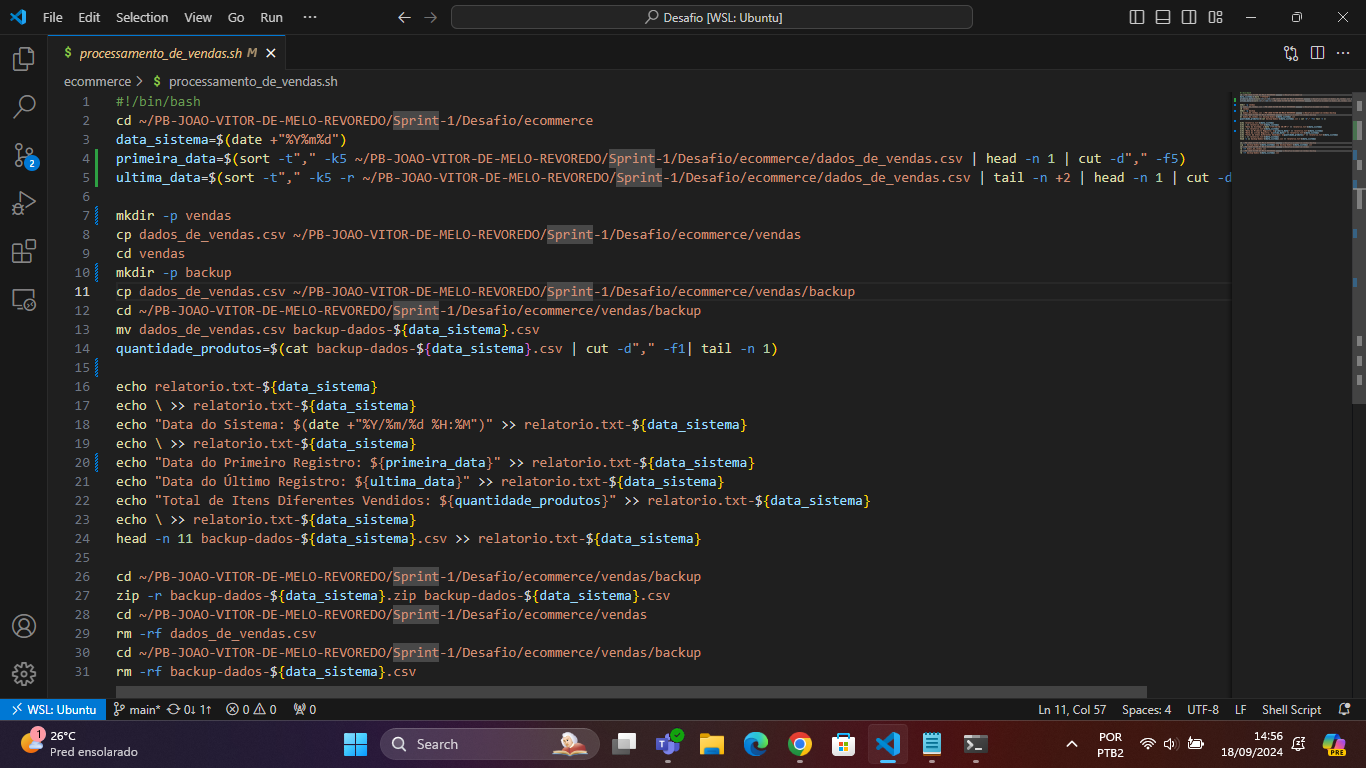 File Edit Selection View Go Run ··· Desafio [WSL: Ubuntu]
$ processamento_de_vendas.sh M
ecommerce > $ processamento_de_vendas.sh
1 #!/bin/bash
2 cd ~/PB-JOAO-VITOR-DE-MELO-REVOREDO/Sprint-1/Desafio/ecommerce
3 data_sistema=$(date +"%Y%m%d")
4 primeira_data=$(sort -t"," -k5 ~/PB-JOAO-VITOR-DE-MELO-REVOREDO/Sprint-1/Desafio/ecommerce/dados_de_vendas.csv | head -n 1 | cut -d"," -f5)
5 ultima_data=$(sort -t"," -k5 -r ~/PB-JOAO-VITOR-DE-MELO-REVOREDO/Sprint-1/Desafio/ecommerce/dados_de_vendas.csv | tail -n +2 | head -n 1 | cut -d
6
7 mkdir -p vendas
8 cp dados_de_vendas.csv ~/PB-JOAO-VITOR-DE-MELO-REVOREDO/Sprint-1/Desafio/ecommerce/vendas
9 cd vendas
10 mkdir -p backup
11 cp dados_de_vendas.csv ~/PB-JOAO-VITOR-DE-MELO-REVOREDO/Sprint-1/Desafio/ecommerce/vendas/backup
12 cd ~/PB-JOAO-VITOR-DE-MELO-REVOREDO/Sprint-1/Desafio/ecommerce/vendas/backup
13 mv dados_de_vendas.csv backup-dados-${data_sistema}.csv
14 quantidade_produtos=$(cat backup-dados-${data_sistema}.csv | cut -d"," -f1| tail -n 1)
15
16 echo relatorio.txt-${data_sistema}
17 echo \ >> relatorio.txt-${data_sistema}
18 echo "Data do Sistema: $(date +"%Y/%m/%d %H:%M")" >> relatorio.txt-${data_sistema}
19 echo \ >> relatorio.txt-${data_sistema}
20 echo "Data do Primeiro Registro: ${primeira_data}" >> relatorio.txt-${data_sistema}
21 echo "Data do Último Registro: ${ultima_data}" >> relatorio.txt-${data_sistema}
22 echo "Total de Itens Diferentes Vendidos: ${quantidade_produtos}" >> relatorio.txt-${data_sistema}
23 echo \ >> relatorio.txt-${data_sistema}
24 head -n 11 backup-dados-${data_sistema}.csv >> relatorio.txt-${data_sistema}
25
26 cd ~/PB-JOAO-VITOR-DE-MELO-REVOREDO/Sprint-1/Desafio/ecommerce/vendas/backup
27 zip -r backup-dados-${data_sistema}.zip backup-dados-${data_sistema}.csv
28 cd ~/PB-JOAO-VITOR-DE-MELO-REVOREDO/Sprint-1/Desafio/ecommerce/vendas
29 rm -rf dados_de_vendas.csv
30 cd ~/PB-JOAO-VITOR-DE-MELO-REVOREDO/Sprint-1/Desafio/ecommerce/vendas/backup
31 rm -rf backup-dados-${data_sistema}.csv
2
WSL: Ubuntu main* 0↓ 1↑ 0 0 0 Ln 11, Col 57 Spaces: 4 UTF-8 LF Shell Script
1
26°C
Pred ensolarado
Search
POR
PTB2
14:56
18/09/2024
PRE